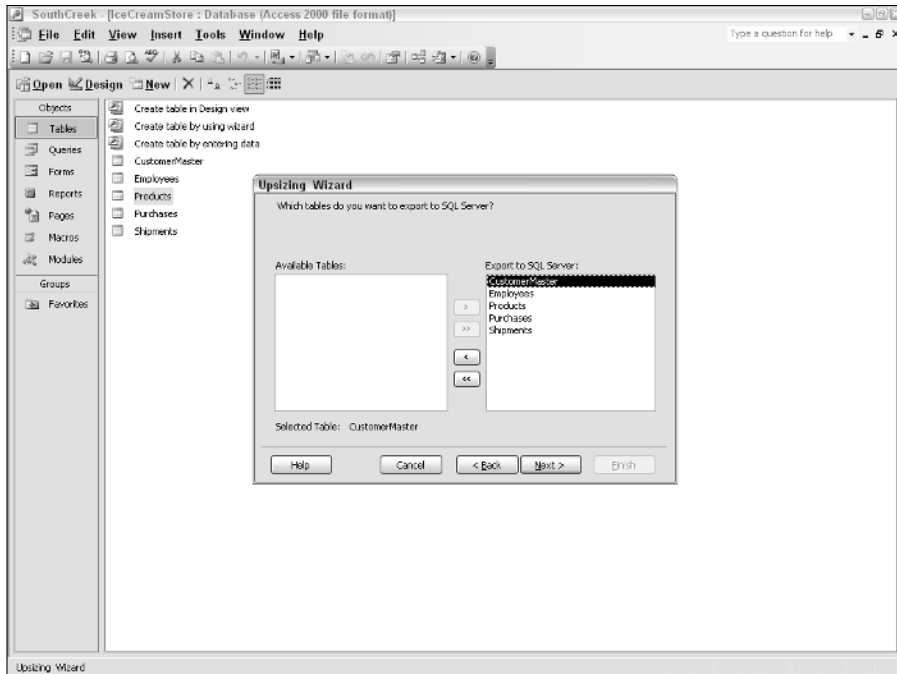 SouthCreek - [IceCreamStore : Database (Access 2000 file format)]
File Edit View Insert Tools Window Help
Type a question for help
Open Design New
Objects
Tables
Queries
Forms
Reports
Pages
Macros
Modules
Groups
Favorites
Create table in Design view
Create table by using wizard
Create table by entering data
CustomerMaster
Employees
Products
Purchases
Shipments
Upsizing Wizard
Which tables do you want to export to SQL Server?
Available Tables:
Export to SQL Server:
CustomerMaster
Employees
Products
Purchases
Shipments
>
>>
<
<<
Selected Table: CustomerMaster
Help
Cancel
< Back
Next >
Finish
Upsizing Wizard